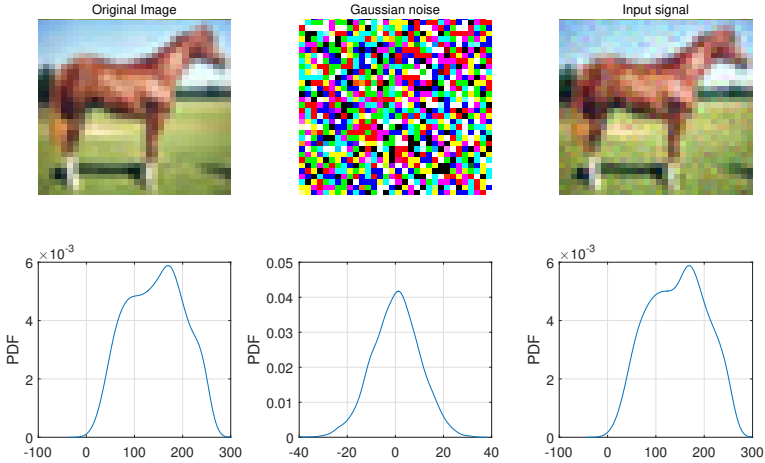 Original Image
Gaussian noise
Input signal
×10-3
6
4
2
0
PDF
-100 0 100 200 300
0.05
0.04
0.03
0.02
0.01
0
PDF
-40 -20 0 20 40
×10-3
6
4
2
0
PDF
-100 0 100 200 300